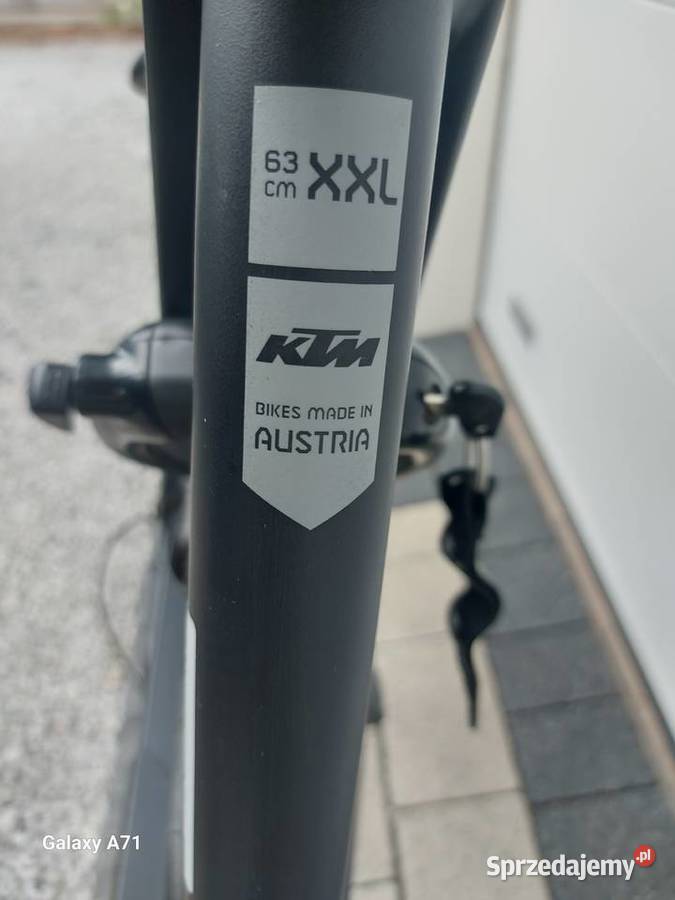 63
cm XXL
KTM
BIKES MADE IN
AUSTRIA
Galaxy A71
Sprzedajemy.pl